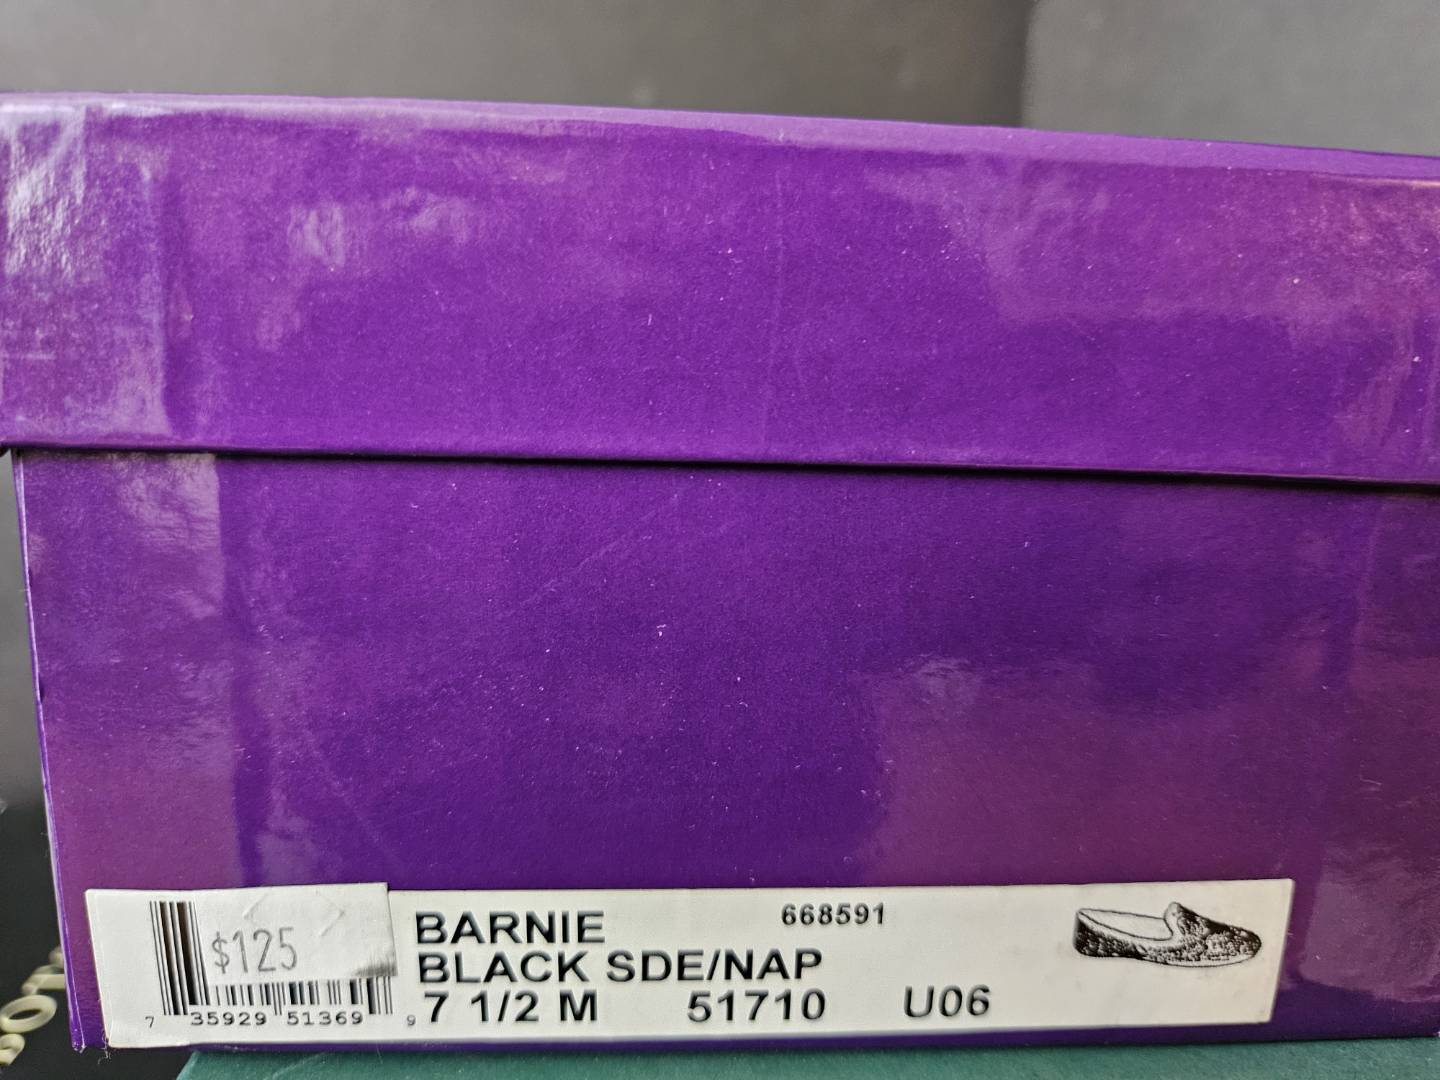 $125
7 35929 51369 9
BARNIE 668591
BLACK SDE/NAP
7 1/2 M 51710 U06